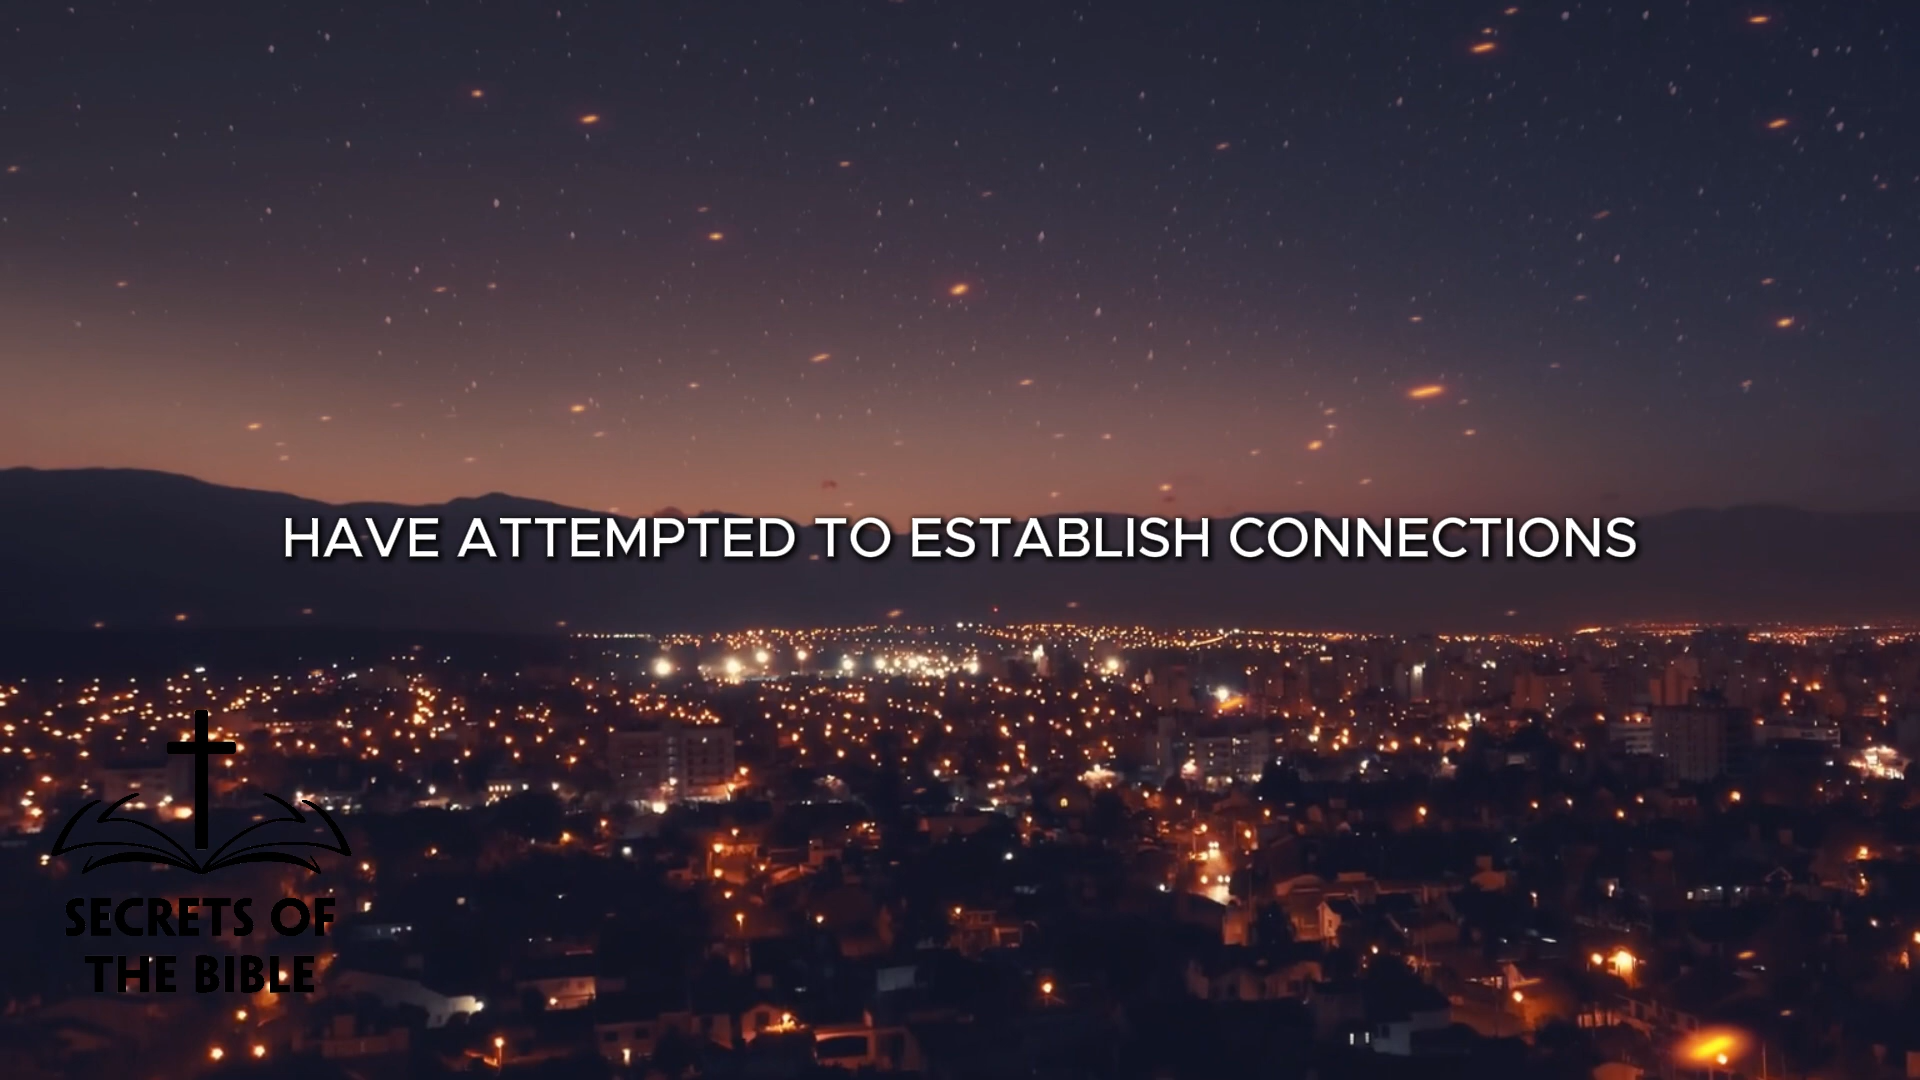 HAVE ATTEMPTED TO ESTABLISH CONNECTIONS
SECRETS OF
THE BIBLE